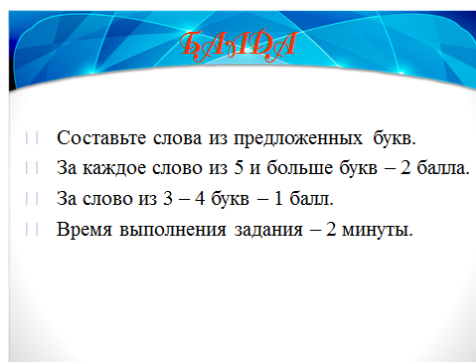 БАЛДА
Составьте слова из предложенных букв.
За каждое слово из 5 и больше букв – 2 балла.
За слово из 3 – 4 букв – 1 балл.
Время выполнения задания – 2 минуты.